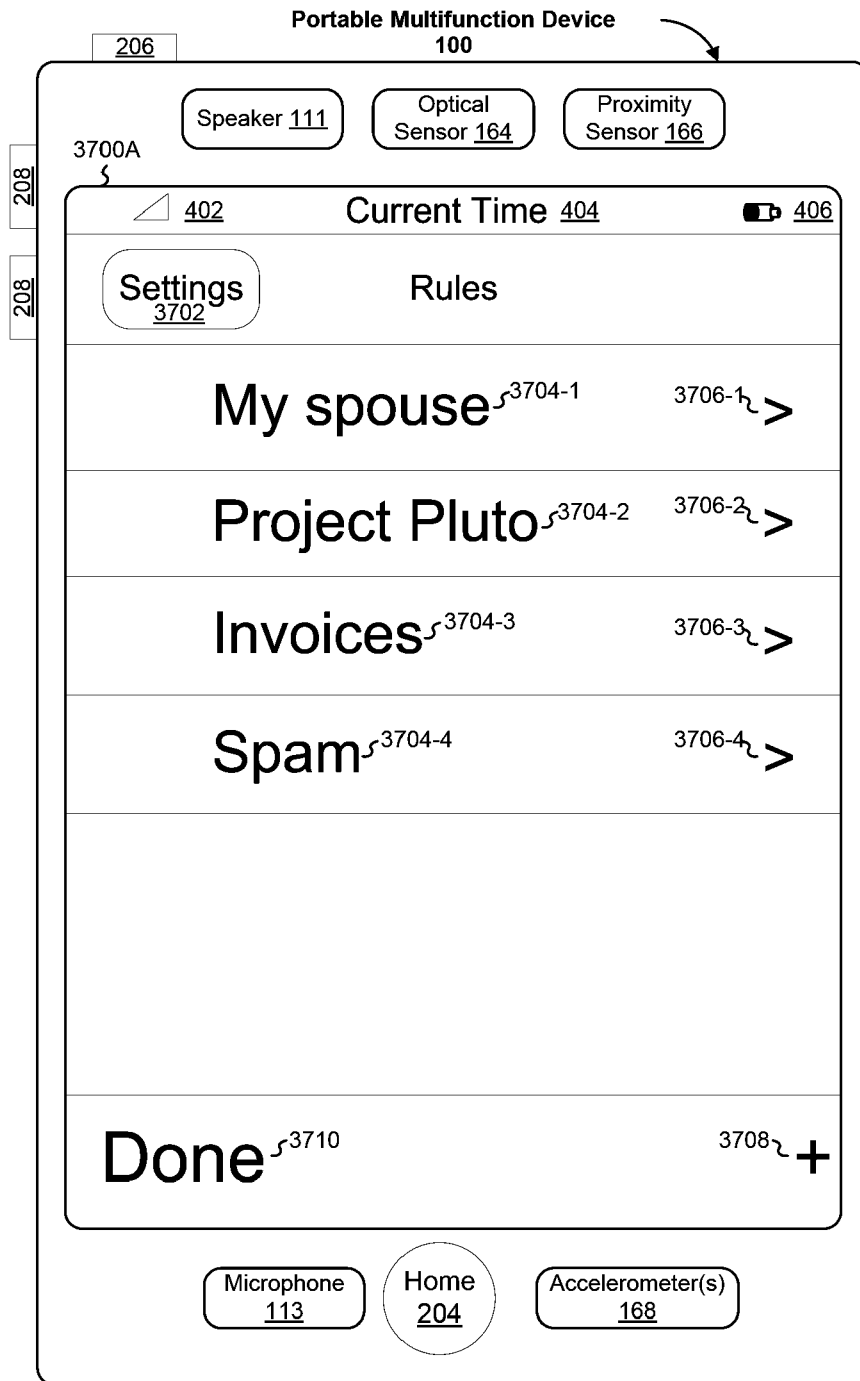 Portable Multifunction Device
100
206
Speaker 111
Optical
Sensor 164
Proximity
Sensor 166
3700A
208
208
402
Current Time 404
406
Settings
3702
Rules
My spouse 3704-1
3706-1 >
Project Pluto 3704-2
3706-2 >
Invoices 3704-3
3706-3 >
Spam 3704-4
3706-4 >
Done 3710
3708 +
Microphone
113
Home
204
Accelerometer(s)
168